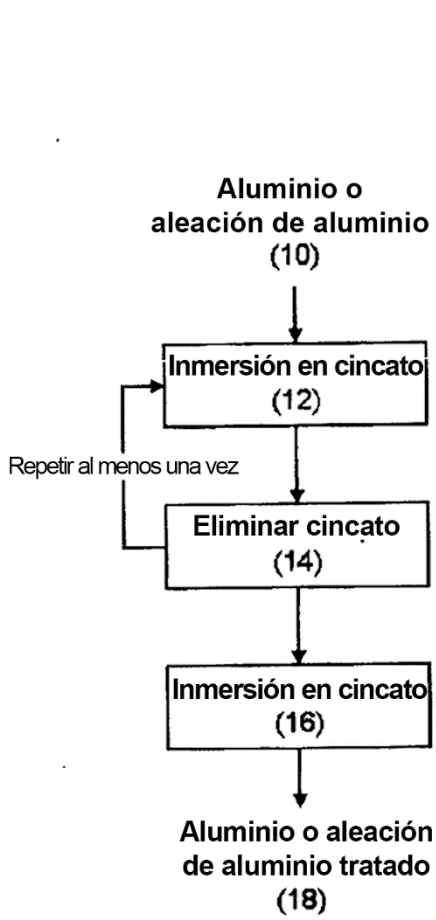 Aluminio o
aleación de aluminio
(10)
Inmersión en cincato
(12)
Repetir al menos una vez
Eliminar cincato
(14)
Inmersión en cincato
(16)
Aluminio o aleación
de aluminio tratado
(18)